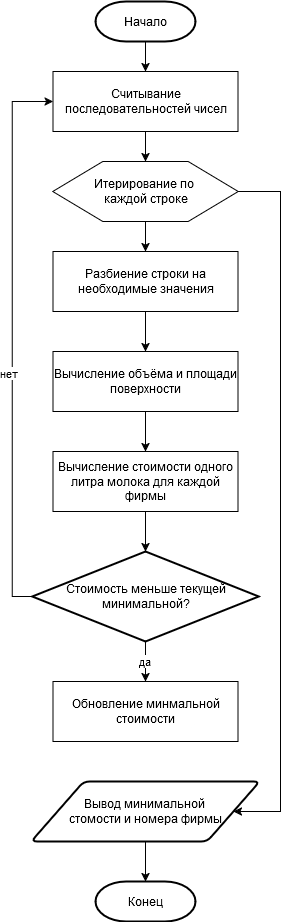 Начало
Считывание
последовательностей чисел
Итерирование по
каждой строке
Разбиение строки на
необходимые значения
нет
Вычисление объёма и площади
поверхности
Вычисление стоимости одного
литра молока для каждой
фирмы
Стоимость меньше текущей
минимальной?
да
Обновление минмальной
стоимости
Вывод минимальной
стомости и номера фирмы
Конец